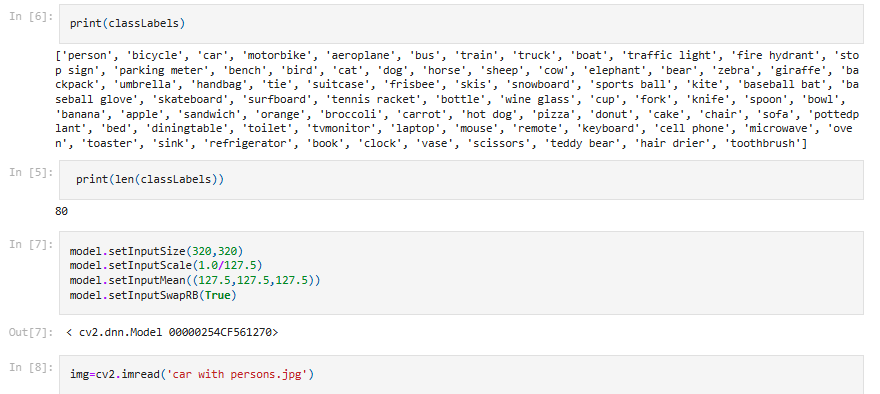 In [6]:
print(classLabels)
['person', 'bicycle', 'car', 'motorbike', 'aeroplane', 'bus', 'train', 'truck', 'boat', 'traffic light', 'fire hydrant', 'sto
p sign', 'parking meter', 'bench', 'bird', 'cat', 'dog', 'horse', 'sheep', 'cow', 'elephant', 'bear', 'zebra', 'giraffe', 'ba
ckpack', 'umbrella', 'handbag', 'tie', 'suitcase', 'frisbee', 'skis', 'snowboard', 'sports ball', 'kite', 'baseball bat', 'ba
seball glove', 'skateboard', 'surfboard', 'tennis racket', 'bottle', 'wine glass', 'cup', 'fork', 'knife', 'spoon', 'bowl',
'banana', 'apple', 'sandwich', 'orange', 'broccoli', 'carrot', 'hot dog', 'pizza', 'donut', 'cake', 'chair', 'sofa', 'pottedp
lant', 'bed', 'diningtable', 'toilet', 'tvmonitor', 'laptop', 'mouse', 'remote', 'keyboard', 'cell phone', 'microwave', 'ove
n', 'toaster', 'sink', 'refrigerator', 'book', 'clock', 'vase', 'scissors', 'teddy bear', 'hair drier', 'toothbrush']
In [5]:
print(len(classLabels))
80
In [7]:
model.setInputSize(320,320)
model.setInputScale(1.0/127.5)
model.setInputMean((127.5,127.5,127.5))
model.setInputSwapRB(True)
Out[7]: < cv2.dnn.Model 00000254CF561270>
In [8]:
img=cv2.imread('car with persons.jpg')